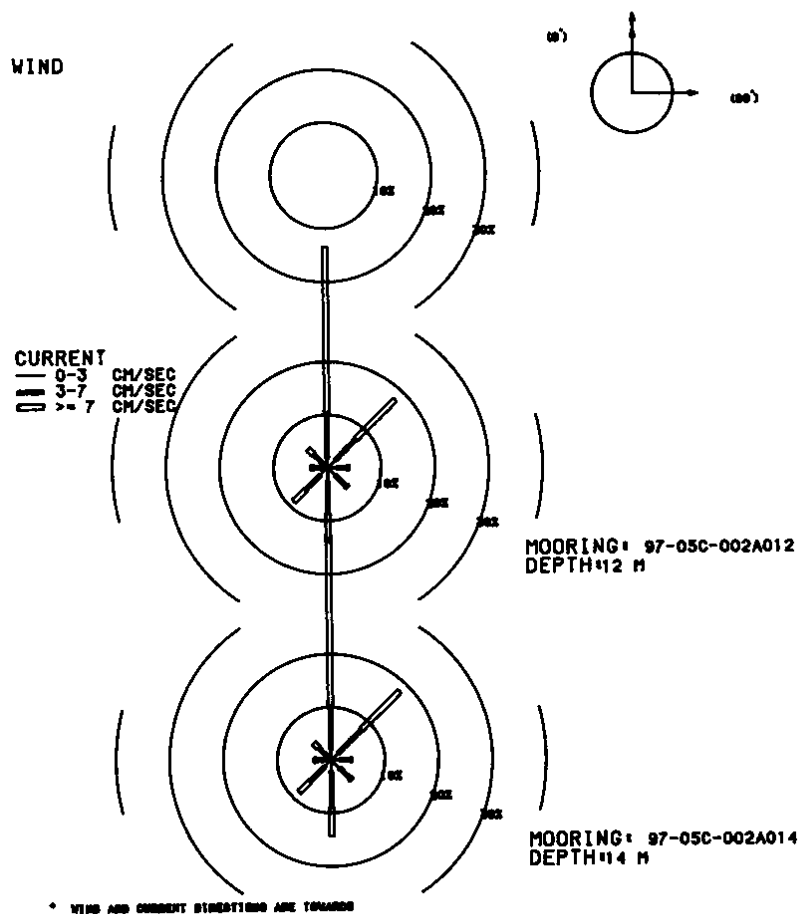 (0°)
WIND
(90°)
10%
20%
30%
CURRENT
0-3 CM/SEC
3-7 CM/SEC
>= 7 CM/SEC
10%
20%
30%
MOORING: 97-05C-002A012
DEPTH:12 M
10%
20%
30%
MOORING: 97-05C-002A014
DEPTH:14 M
* WIND AND CURRENT DIRECTIONS ARE TOWARDS